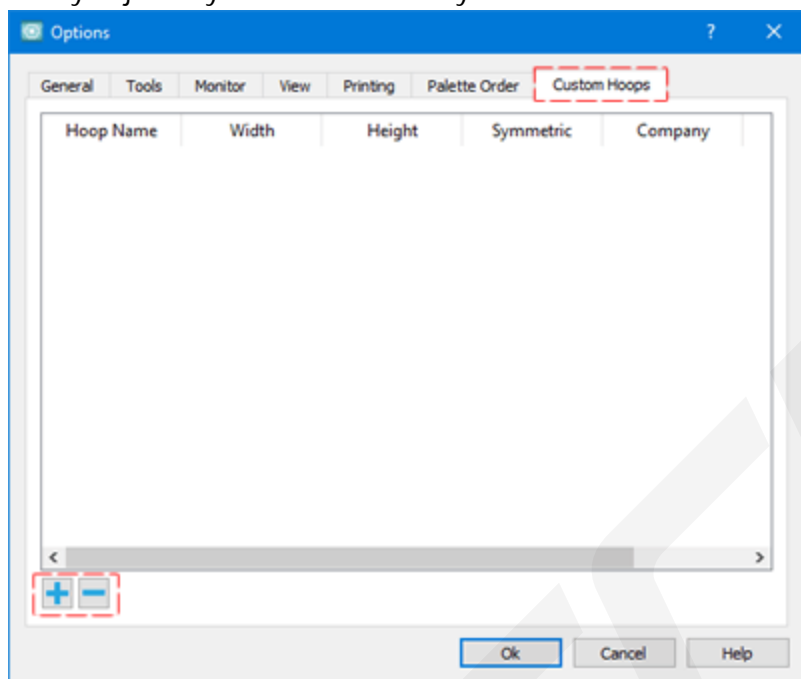 Options ? ×
General Tools Monitor View Printing Palette Order Custom Hoops
Hoop Name Width Height Symmetric Company
Ok Cancel Help